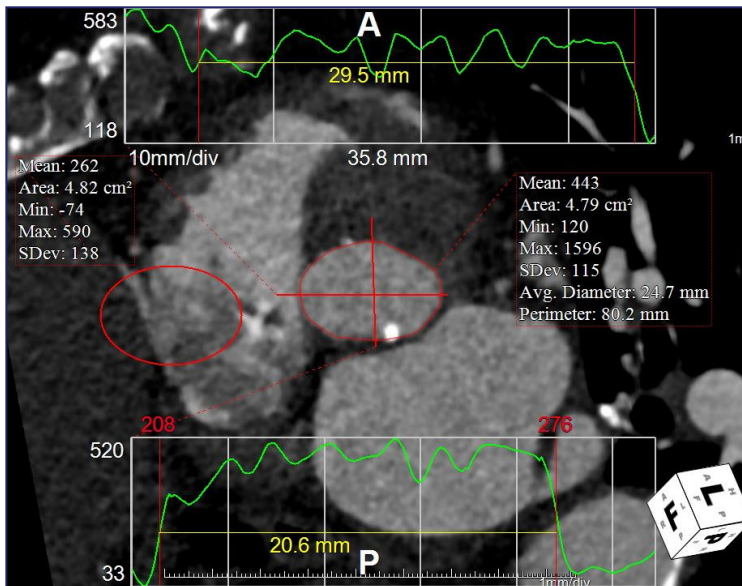 583
A
29.5 mm
118
10mm/div
35.8 mm
1m
Mean: 262
Area: 4.82 cm²
Min: -74
Max: 590
SDev: 138
Mean: 443
Area: 4.79 cm²
Min: 120
Max: 1596
SDev: 115
Avg. Diameter: 24.7 mm
Perimeter: 80.2 mm
208
276
520
20.6 mm
33
P
1mm/div
F
L
P